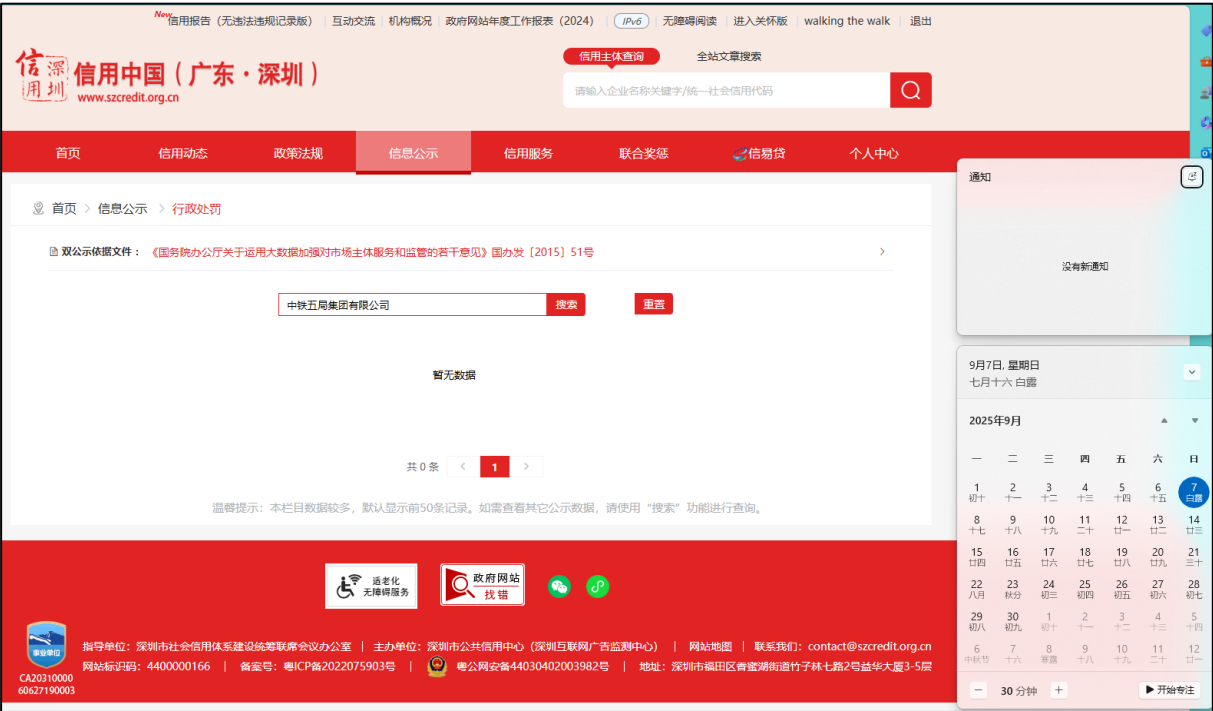 New信用报告（无违法违规记录版） 互动交流 机构概况 政府网站年度工作报表（2024） IPv6 无障碍阅读 进入关怀版 walking the walk 退出
信用深圳 信用中国（广东·深圳）
www.szcredit.org.cn
信用主体查询 全站文章搜索
请输入企业名称关键字/统一社会信用代码
首页 信用动态 政策法规 信息公示 信用服务 联合奖惩 信易贷 个人中心
首页 > 信息公示 > 行政处罚
双公示依据文件： 《国务院办公厅关于运用大数据加强对市场主体服务和监管的若干意见》国办发〔2015〕51号 >
中铁五局集团有限公司 搜索 重置
暂无数据
共 0 条 < 1 >
温馨提示：本栏目数据较多，默认显示前50条记录。如需查看其它公示数据，请使用“搜索”功能进行查询。
适老化
无障碍服务
政府网站
找错
事业单位
CA20310000
60627190003
指导单位：深圳市社会信用体系建设统筹联席会议办公室 | 主办单位：深圳市公共信用中心（深圳互联网广告监测中心） | 网站地图 | 联系我们：contact@szcredit.org.cn
网站标识码：4400000166 | 备案号：粤ICP备2022075903号 | 粤公网安备44030402003982号 | 地址：深圳市福田区香蜜湖街道竹子林七路2号益华大厦3-5层
通知
没有新通知
9月7日, 星期日
七月十六 白露
2025年9月
一 二 三 四 五 六 日
1 2 3 4 5 6 7
初十 十一 十二 十三 十四 十五 白露
8 9 10 11 12 13 14
十七 十八 十九 二十 廿一 廿二 廿三
15 16 17 18 19 20 21
廿四 廿五 廿六 廿七 廿八 廿九 三十
22 23 24 25 26 27 28
八月 秋分 初三 初四 初五 初六 初七
29 30 1 2 3 4 5
初八 初九 初十 十一 十二 十三 十四
6 7 8 9 10 11 12
中秋节 十六 寒露 十八 十九 二十 廿一
30 分钟 开始专注